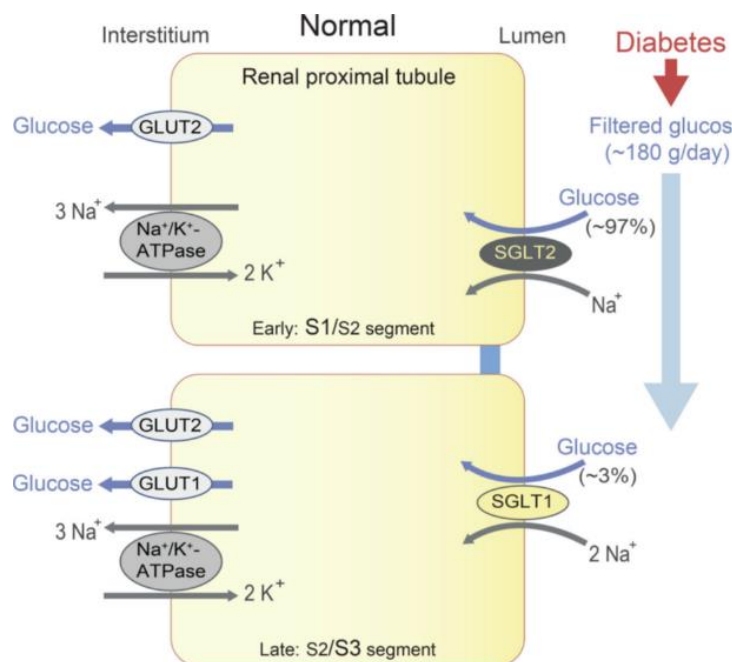 Normal
Interstitium
Lumen
Diabetes
Renal proximal tubule
Glucose
GLUT2
Filtered glucos
(~180 g/day)
3 Na⁺
Na⁺/K⁺-
ATPase
2 K⁺
Glucose
(~97%)
SGLT2
Na⁺
Early: S1/S2 segment
Glucose
GLUT2
Glucose
GLUT1
3 Na⁺
Na⁺/K⁺-
ATPase
2 K⁺
Glucose
(~3%)
SGLT1
2 Na⁺
Late: S2/S3 segment